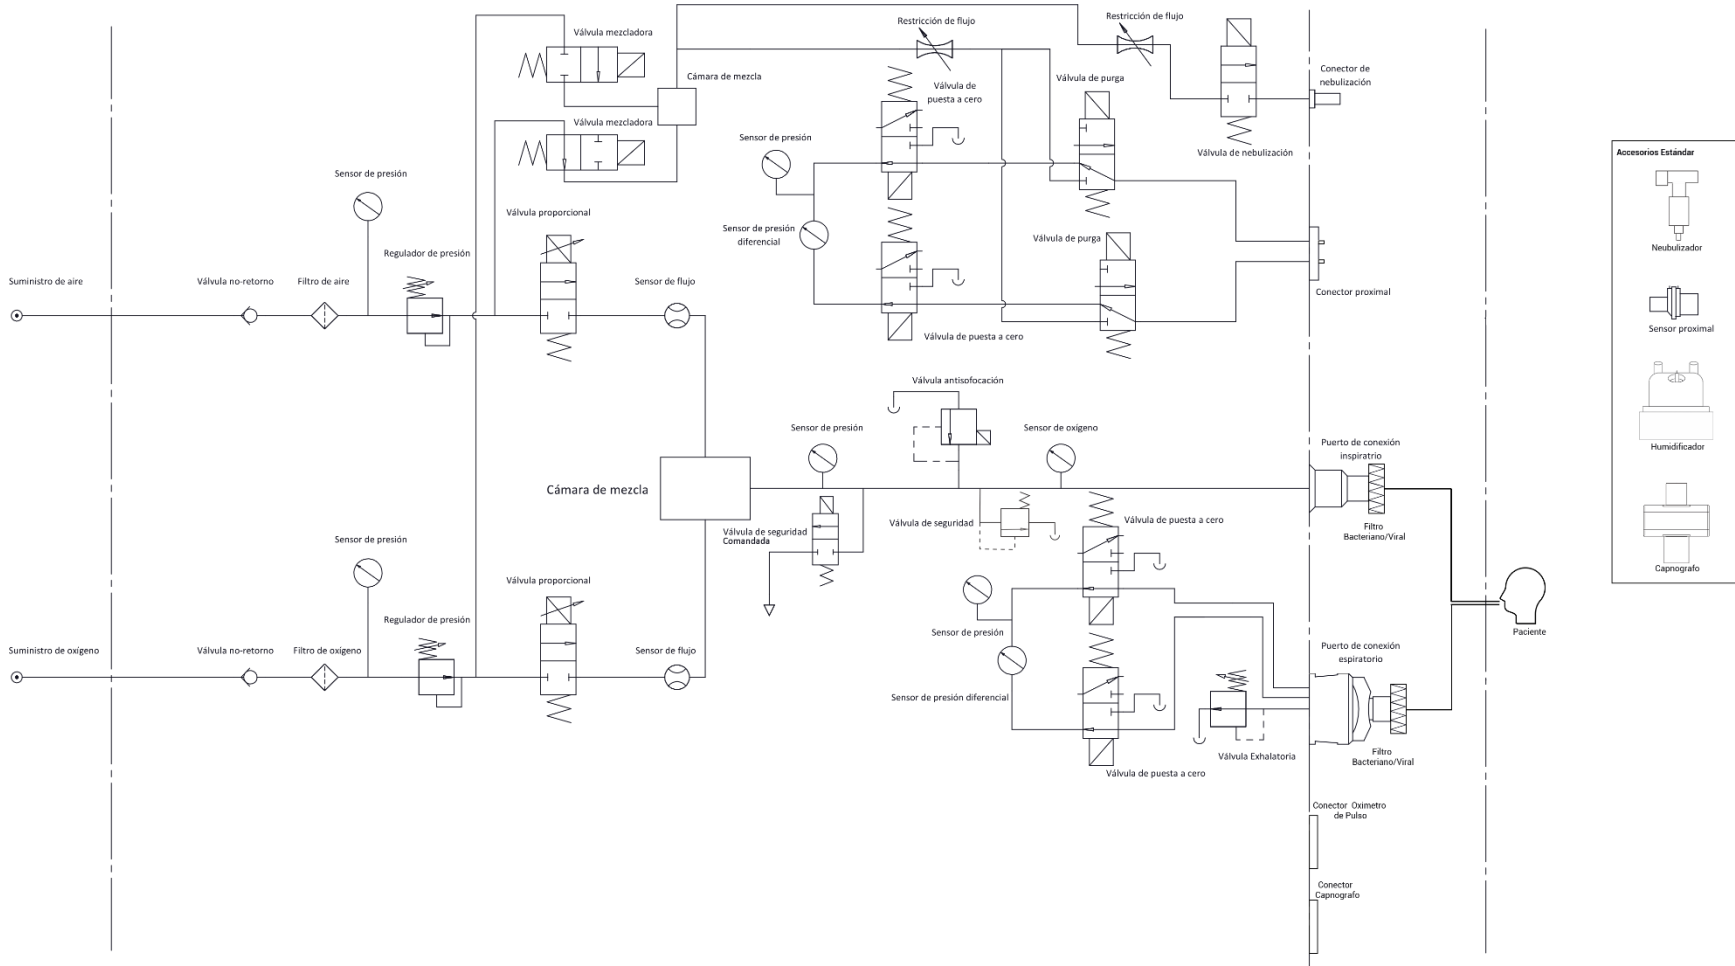 Válvula mezcladora
Cámara de mezcla
Válvula mezcladora
Restricción de flujo
Restricción de flujo
Válvula de
puesta a cero
Válvula de purga
Conector de
nebulización
Válvula de nebulización
Sensor de presión
Sensor de presión
diferencial
Válvula de purga
Conector proximal
Válvula de puesta a cero
Accesorios Estándar
Neubulizador
Sensor proximal
Humidificador
Capnografo
Sensor de presión
Válvula proporcional
Regulador de presión
Suministro de aire
Válvula no-retorno
Filtro de aire
Sensor de flujo
Válvula antisofocación
Sensor de presión
Sensor de oxígeno
Puerto de conexión
inspiratrio
Cámara de mezcla
Válvula de seguridad
Comandada
Válvula de seguridad
Válvula de puesta a cero
Filtro
Bacteriano/Viral
Sensor de presión
Válvula proporcional
Regulador de presión
Suministro de oxígeno
Válvula no-retorno
Filtro de oxígeno
Sensor de flujo
Sensor de presión
Sensor de presión diferencial
Paciente
Puerto de conexión
espiratorio
Válvula Exhalatoria
Filtro
Bacteriano/Viral
Válvula de puesta a cero
Conector Oximetro
de Pulso
Conector
Capnografo